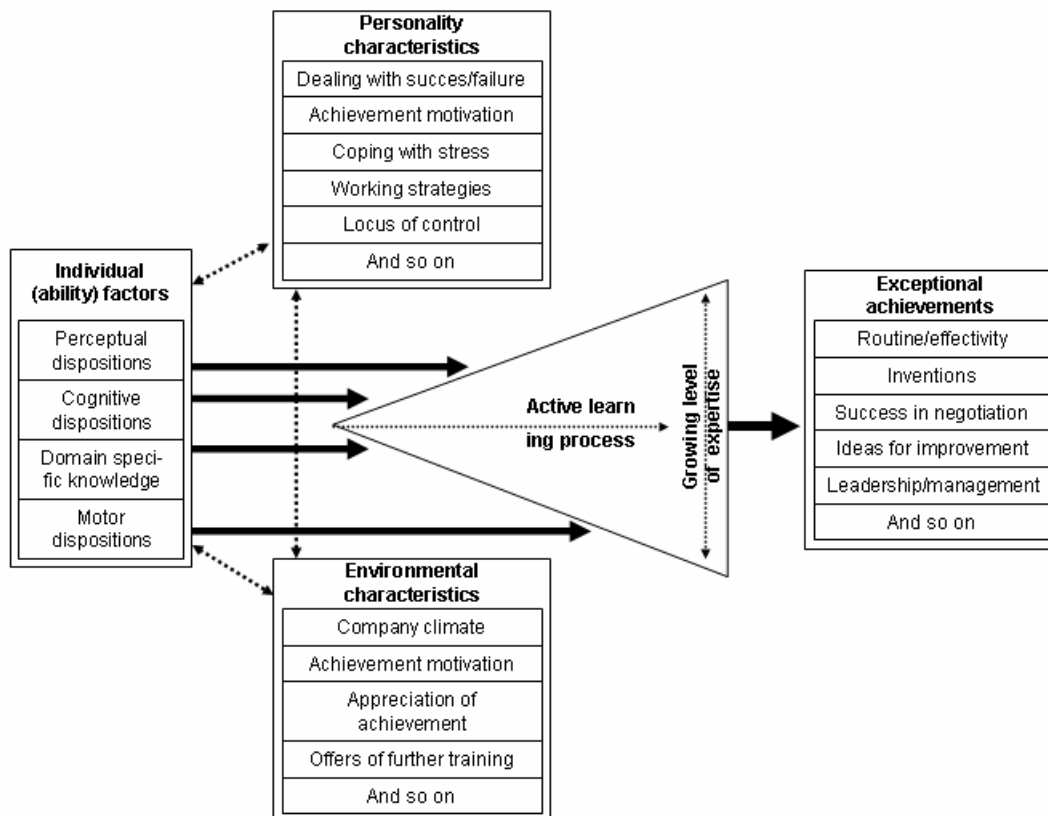 Personality
characteristics
Dealing with succes/failure
Achievement motivation
Coping with stress
Working strategies
Locus of control
And so on
Individual
(ability) factors
Perceptual
dispositions
Cognitive
dispositions
Domain speci-
fic knowledge
Motor
dispositions
Active learn
ing process
Growing level
of expertise
Exceptional
achievements
Routine/effectivity
Inventions
Success in negotiation
Ideas for improvement
Leadership/management
And so on
Environmental
characteristics
Company climate
Achievement motivation
Appreciation of
achievement
Offers of further training
And so on